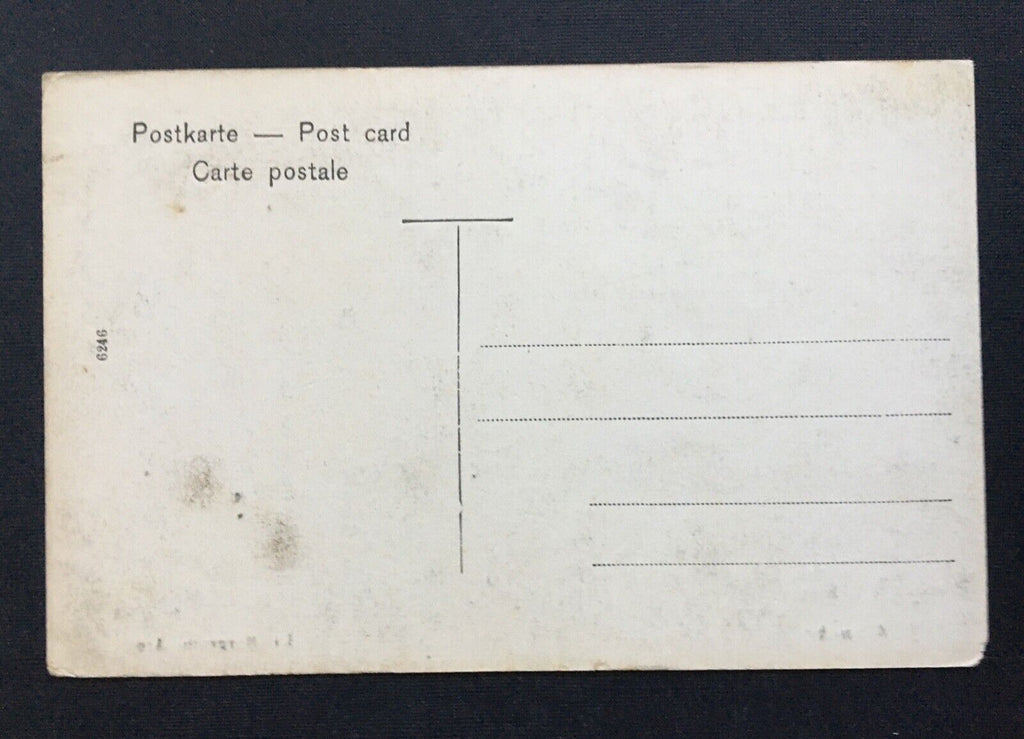 Postkarte — Post card
Carte postale
6246